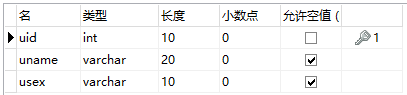 名 类型 长度 小数点 允许空值 (
uid int 10 0 1
uname varchar 20 0
usex varchar 10 0